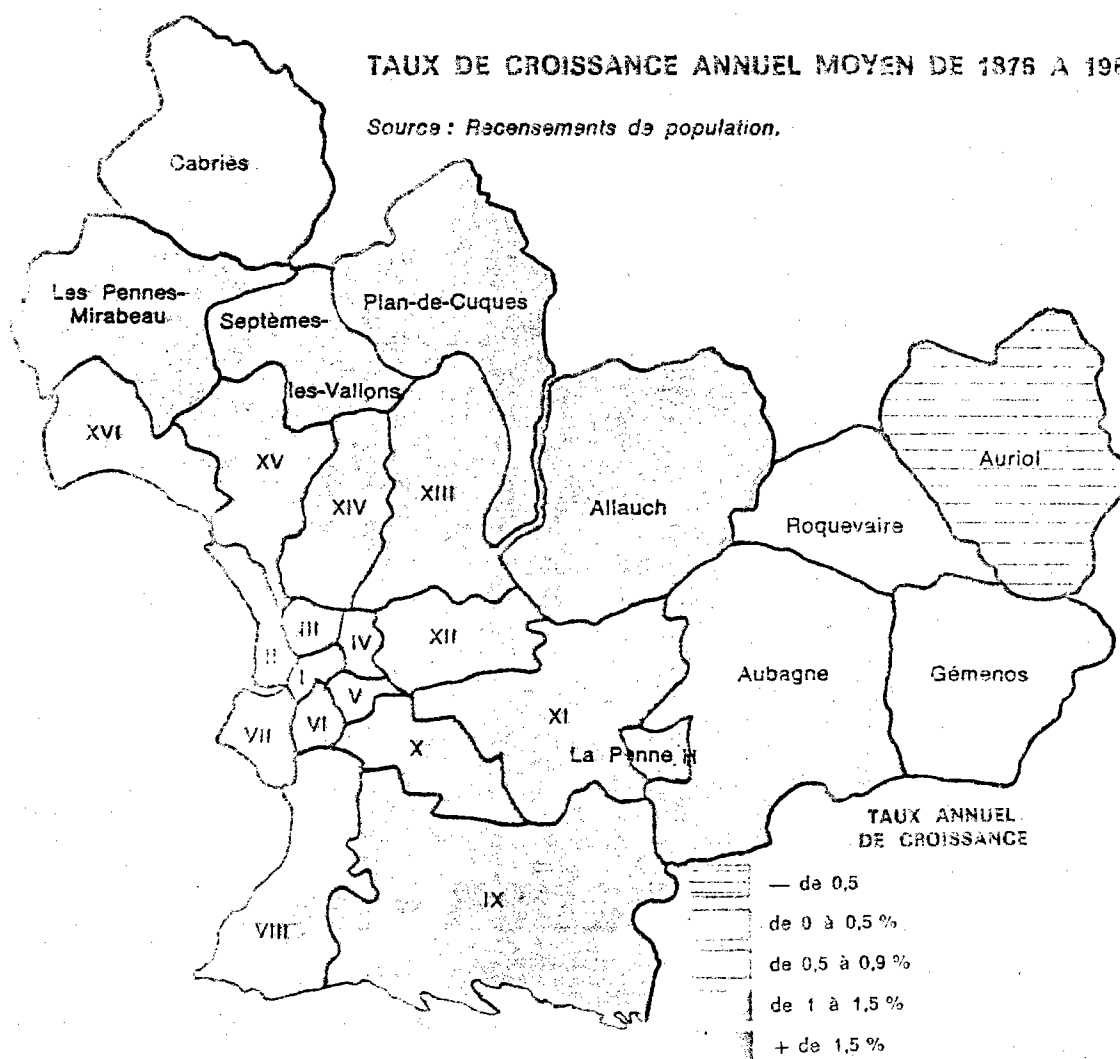 TAUX DE CROISSANCE ANNUEL MOYEN DE 1876 A 196
Source : Recensements de population.
Cabriès
Les Pennes-
Mirabeau
Septèmes-
les-Vallons
Plan-de-Cuques
XVI
XV
XIV
XIII
Allauch
Roquevaire
Auriol
III
IV
XII
II
I
V
VI
VII
X
XI
La Penne H
Aubagne
Gémenos
VIII
IX
TAUX ANNUEL
DE CROISSANCE
— de 0,5
de 0 à 0,5 %
de 0,5 à 0,9 %
de 1 à 1,5 %
+ de 1,5 %